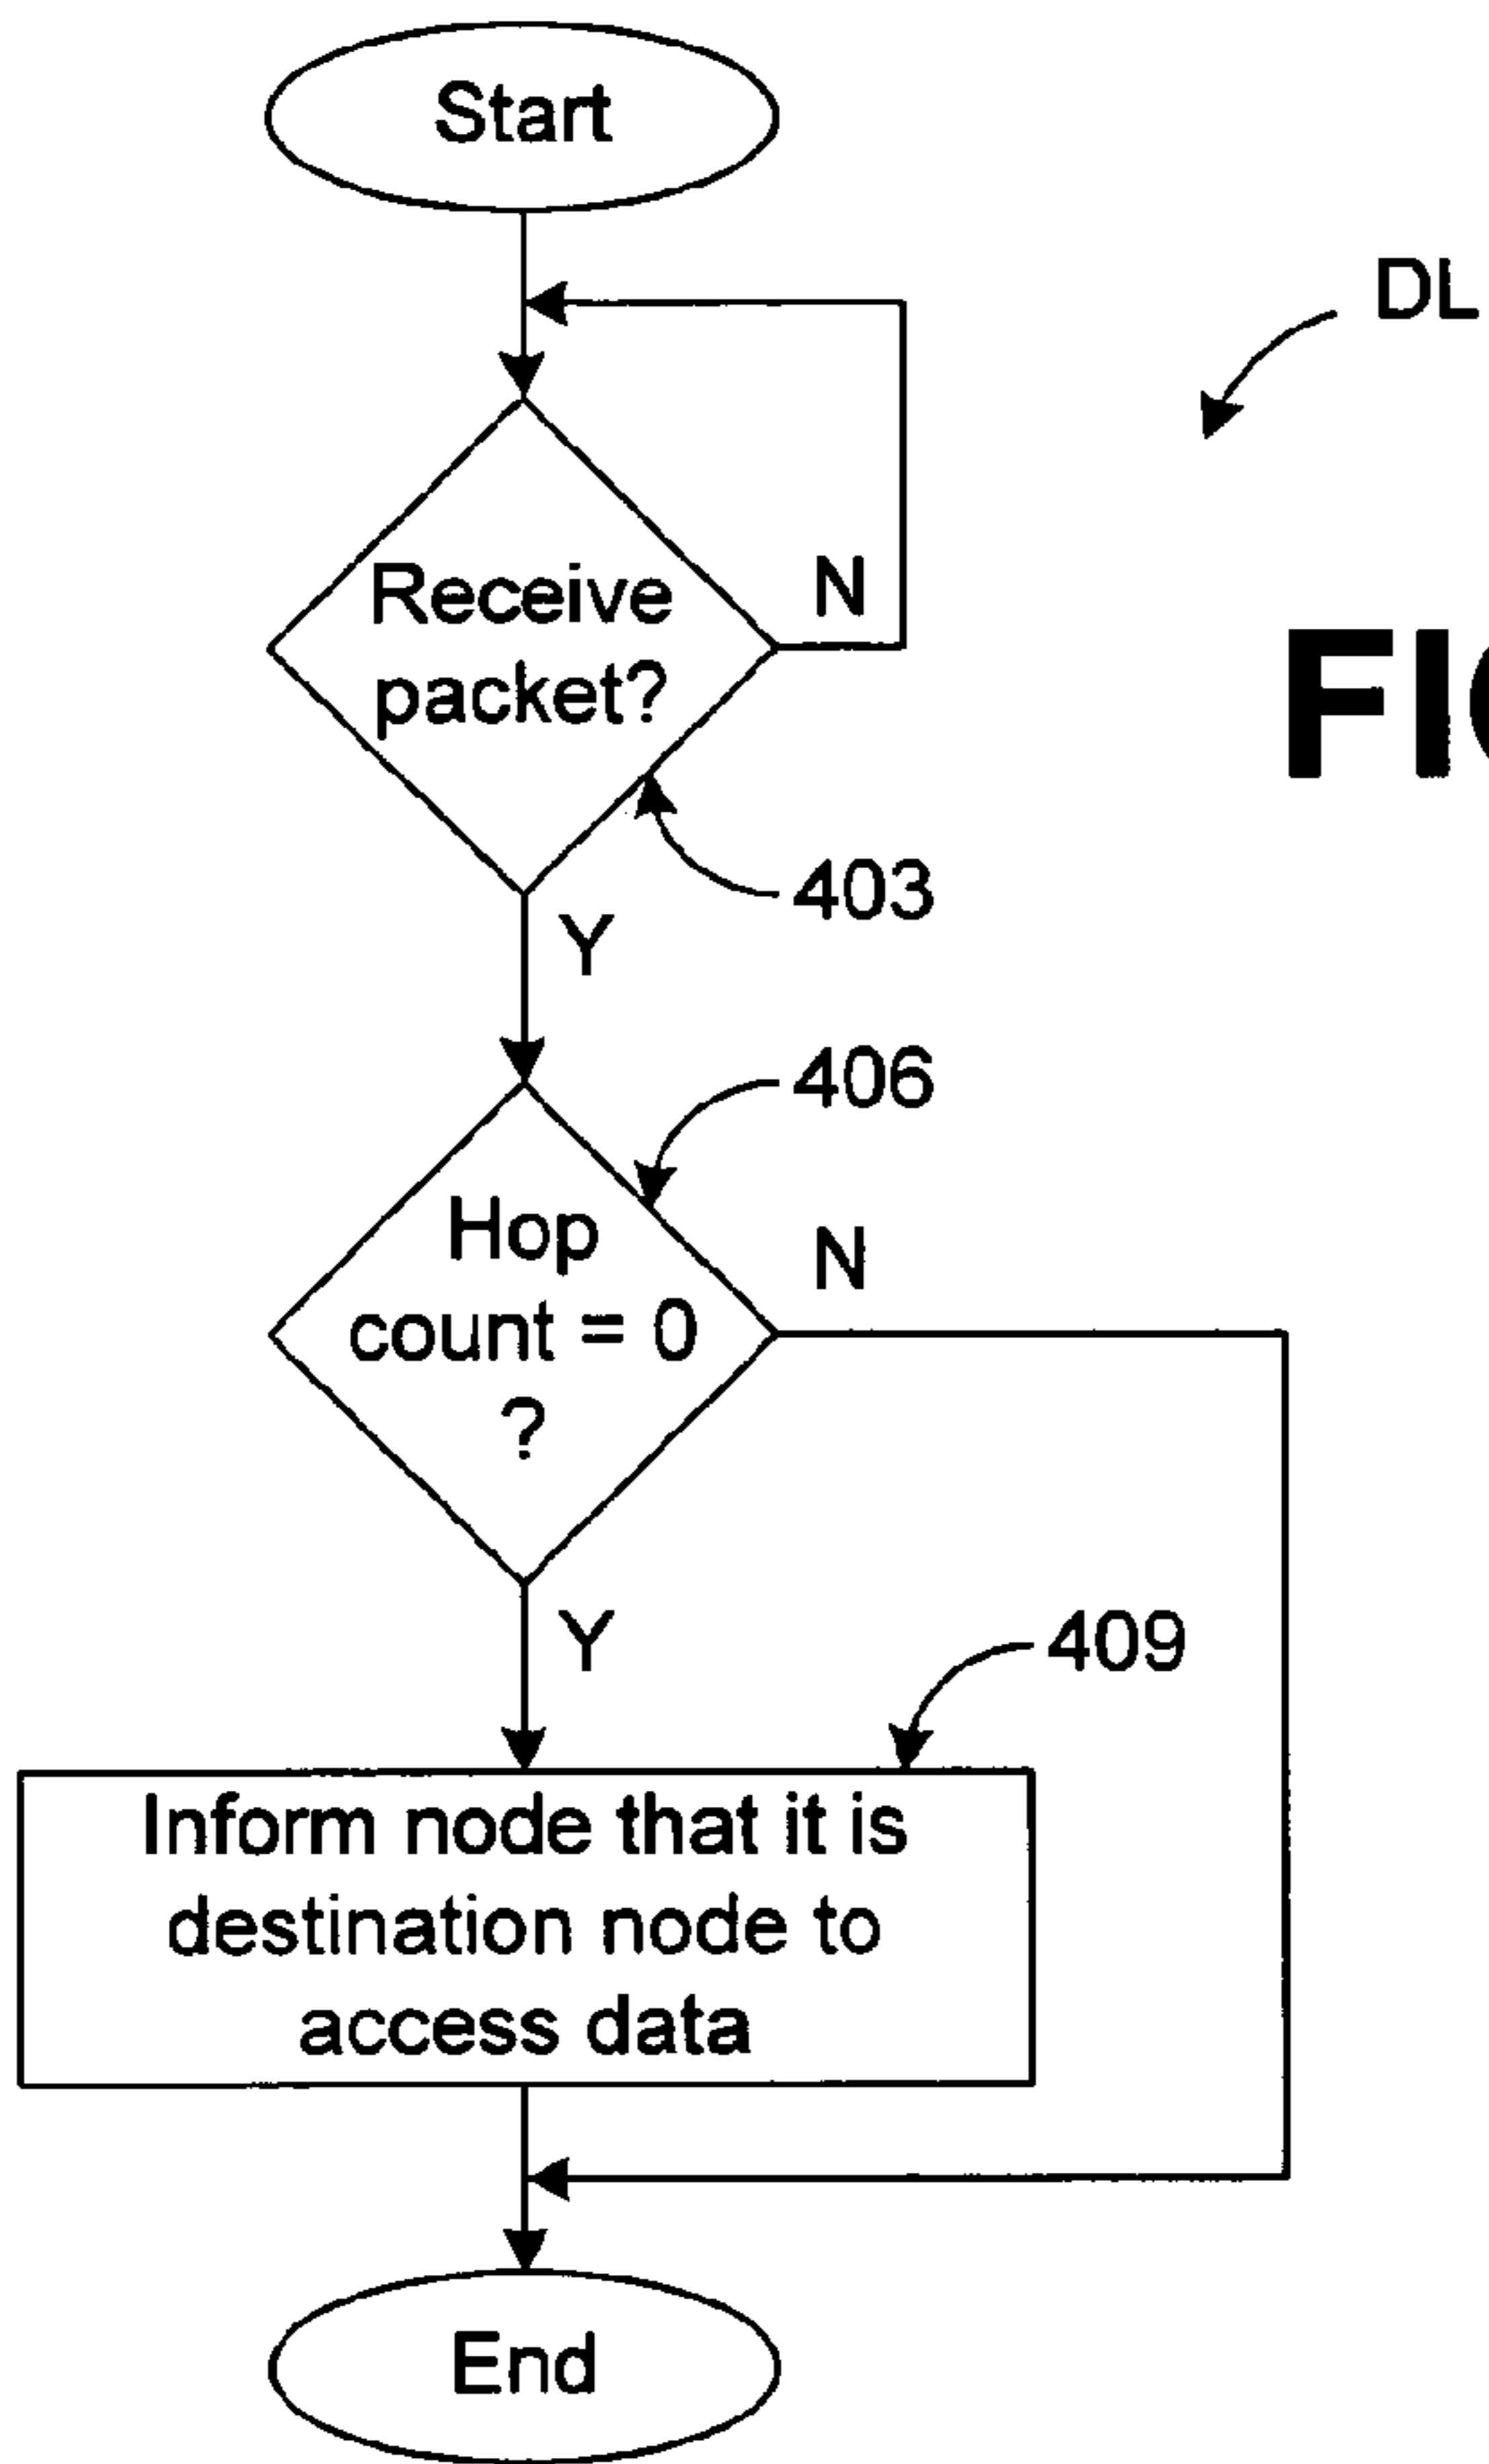 Start
DL
Receive
packet?
N
403
Y
406
Hop
count = 0
?
N
Y
409
Inform node that it is
destination node to
access data
End